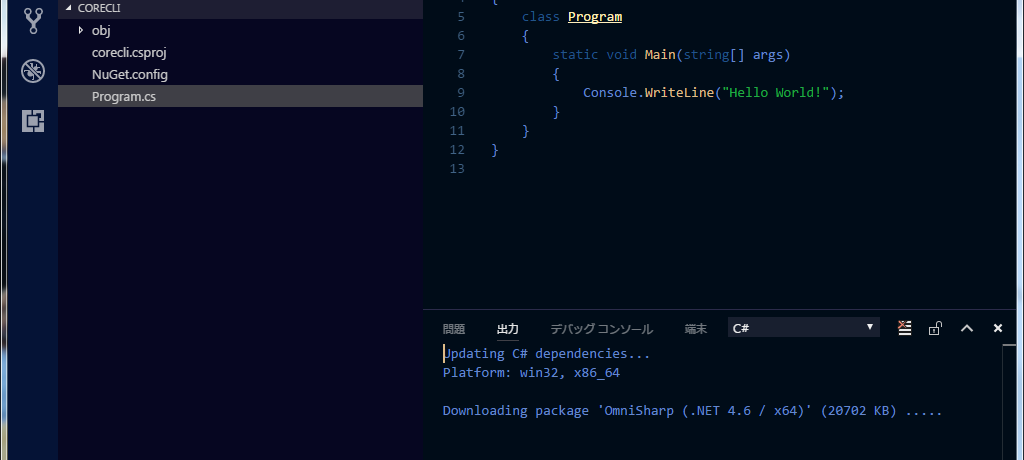 CORECLI
obj
corecli.csproj
NuGet.config
Program.cs
{
5 class Program
6 {
7 static void Main(string[] args)
8 {
9 Console.WriteLine("Hello World!");
10 }
11 }
12 }
13
問題 出力 デバッグ コンソール 端末 C#
Updating C# dependencies...
Platform: win32, x86_64
Downloading package 'OmniSharp (.NET 4.6 / x64)' (20702 KB) .....